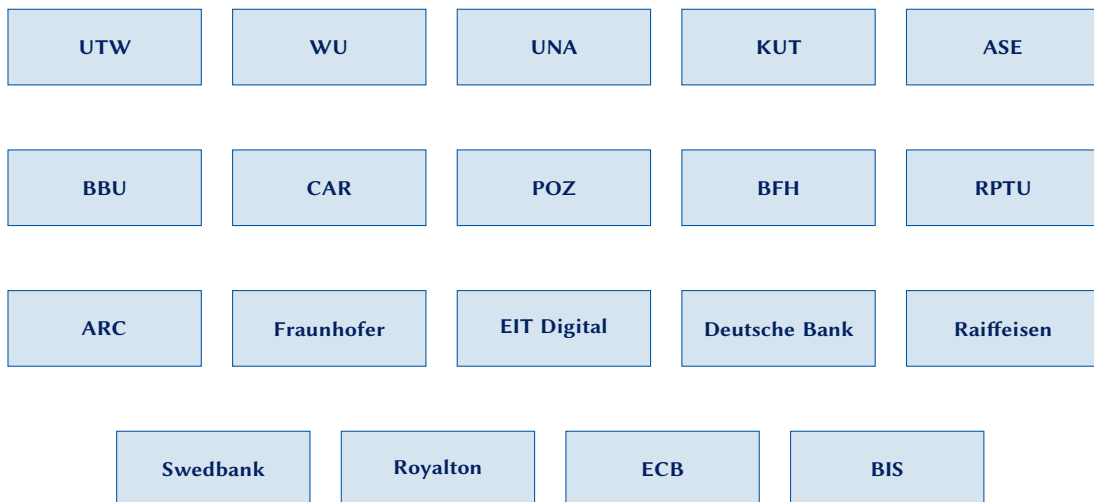 UTW
WU
UNA
KUT
ASE
BBU
CAR
POZ
BFH
RPTU
ARC
Fraunhofer
EIT Digital
Deutsche Bank
Raiffeisen
Swedbank
Royalton
ECB
BIS